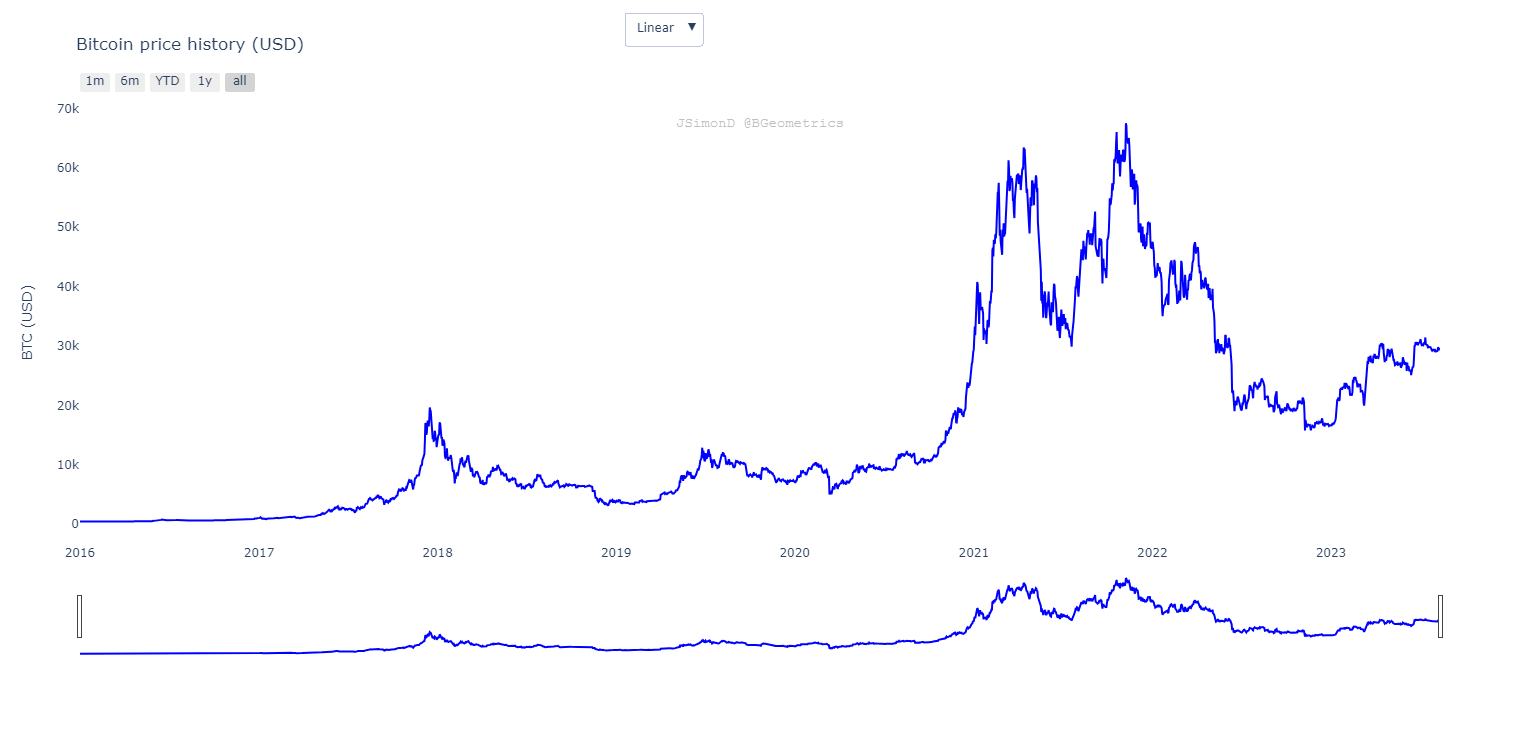 Linear ▼
Bitcoin price history (USD)
1m 6m YTD 1y all
JSimonD @BGeometrics
BTC (USD)
70k
60k
50k
40k
30k
20k
10k
0
2016 2017 2018 2019 2020 2021 2022 2023